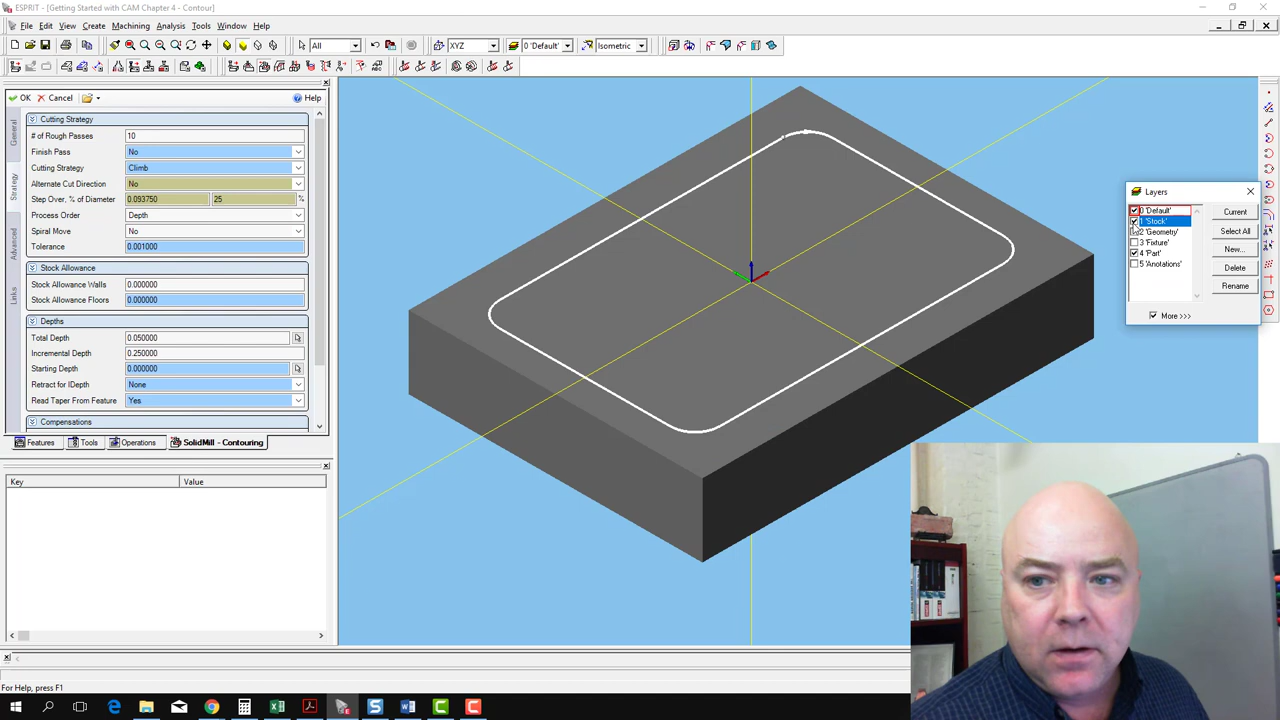 ESPRIT - [Getting Started with CAM Chapter 4 - Contour]
File Edit View Create Machining Analysis Tools Window Help
All XYZ 0 'Default' Isometric
OK Cancel Help
General
Strategy
Advanced
Links
Cutting Strategy
# of Rough Passes 10
Finish Pass No
Cutting Strategy Climb
Alternate Cut Direction No
Step Over, % of Diameter 0.093750 25 %
Process Order Depth
Spiral Move No
Tolerance 0.001000
Stock Allowance
Stock Allowance Walls 0.000000
Stock Allowance Floors 0.000000
Depths
Total Depth 0.050000
Incremental Depth 0.250000
Starting Depth 0.000000
Retract for IDepth None
Read Taper From Feature Yes
Compensations
Features Tools Operations SolidMill - Contouring
Key Value
Layers
0 'Default'
1 'Stock'
2 'Geometry'
3 'Fixture'
4 'Part'
5 'Anotations'
Current
Select All
New...
Delete
Rename
More >>>
For Help, press F1